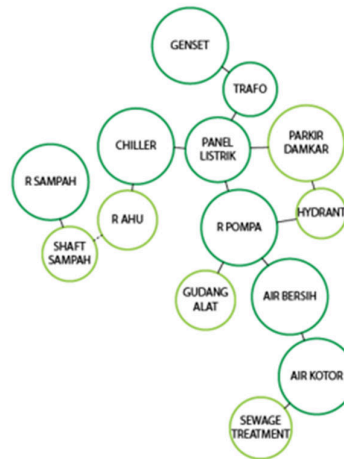 GENSET
TRAFO
CHILLER
PANEL
LISTRIK
PARKIR
DAMKAR
R SAMPAH
R AHU
R POMPA
HYDRANT
SHAFT
SAMPAH
GUDANG
ALAT
AIR BERSIH
AIR KOTOR
SEWAGE
TREATMENT